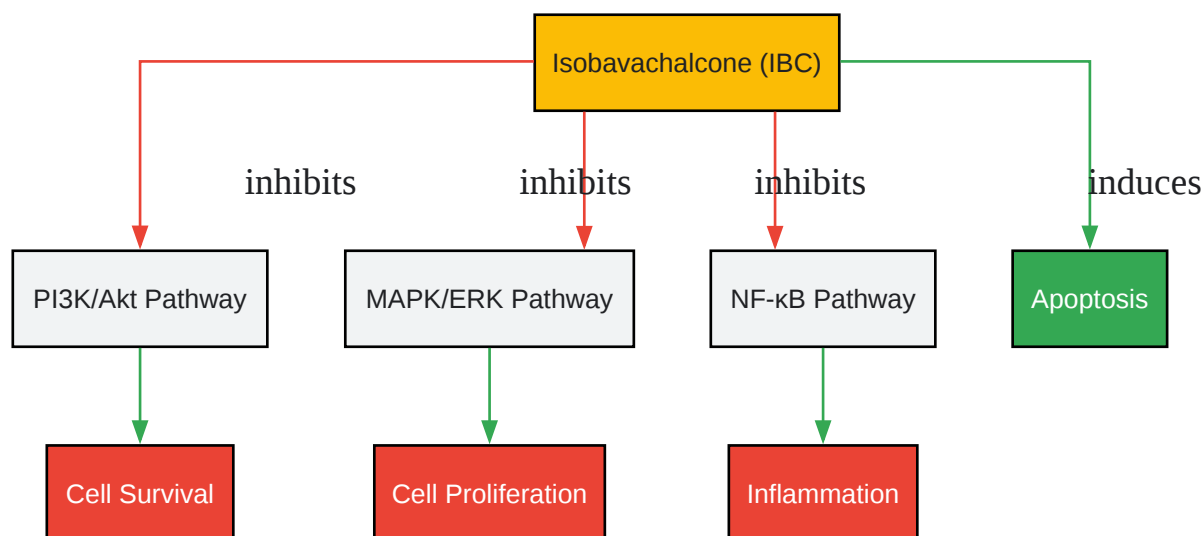 Isobavachalcone (IBC)
inhibits
inhibits
inhibits
induces
PI3K/Akt Pathway
MAPK/ERK Pathway
NF-κB Pathway
Apoptosis
Cell Survival
Cell Proliferation
Inflammation